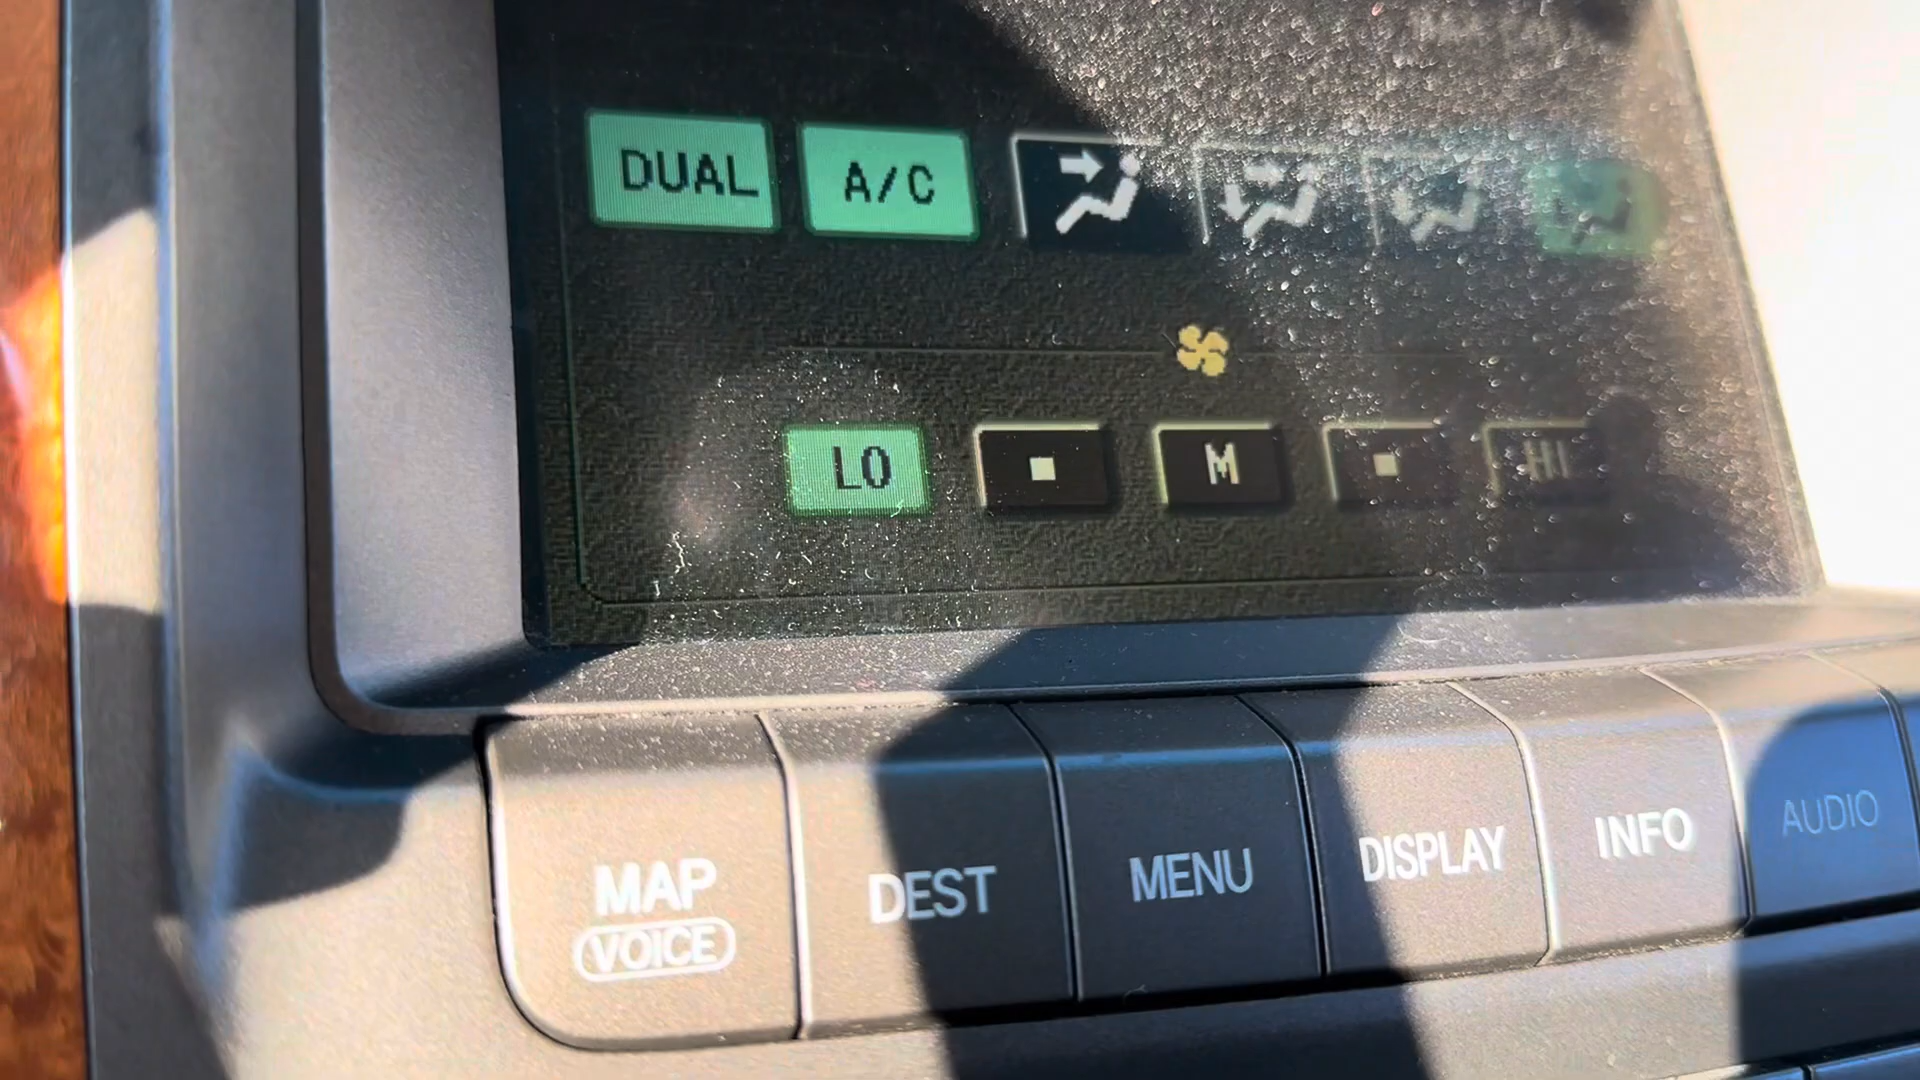 DUAL A/C
LO M HI
MAP DEST MENU DISPLAY INFO AUDIO
VOICE